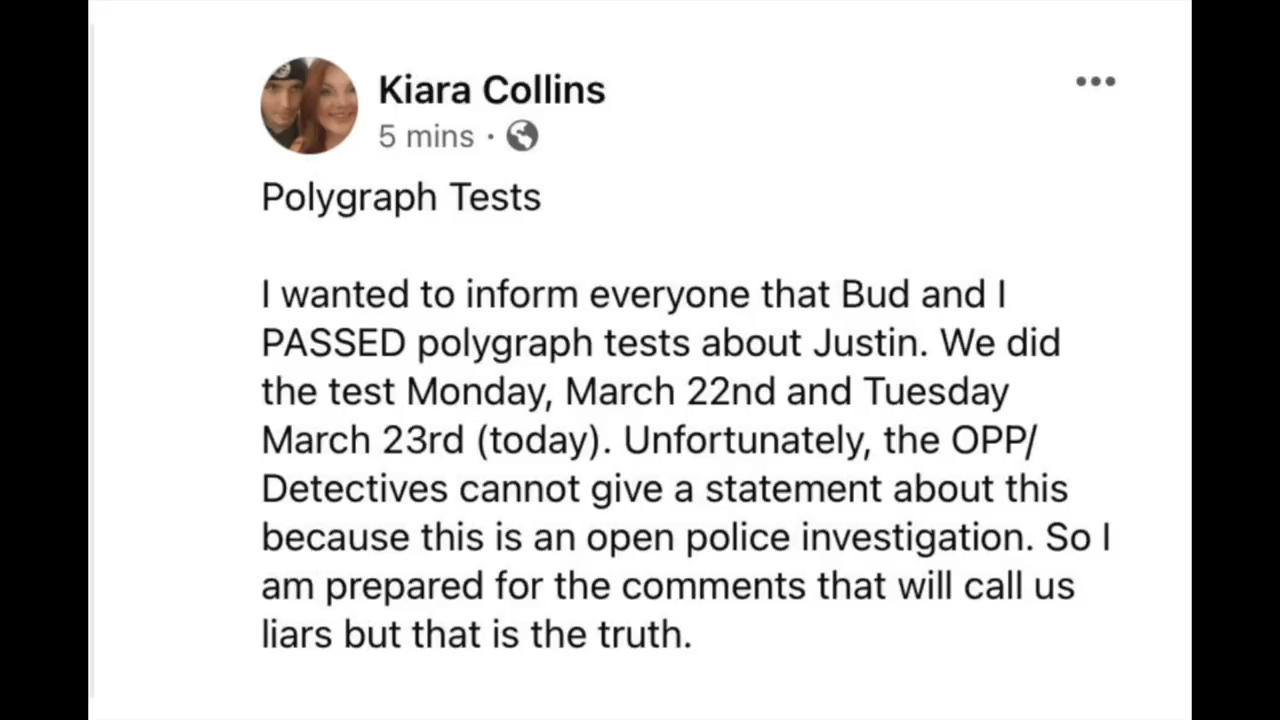 Kiara Collins
5 mins ·
Polygraph Tests
I wanted to inform everyone that Bud and I
PASSED polygraph tests about Justin. We did
the test Monday, March 22nd and Tuesday
March 23rd (today). Unfortunately, the OPP/
Detectives cannot give a statement about this
because this is an open police investigation. So I
am prepared for the comments that will call us
liars but that is the truth.